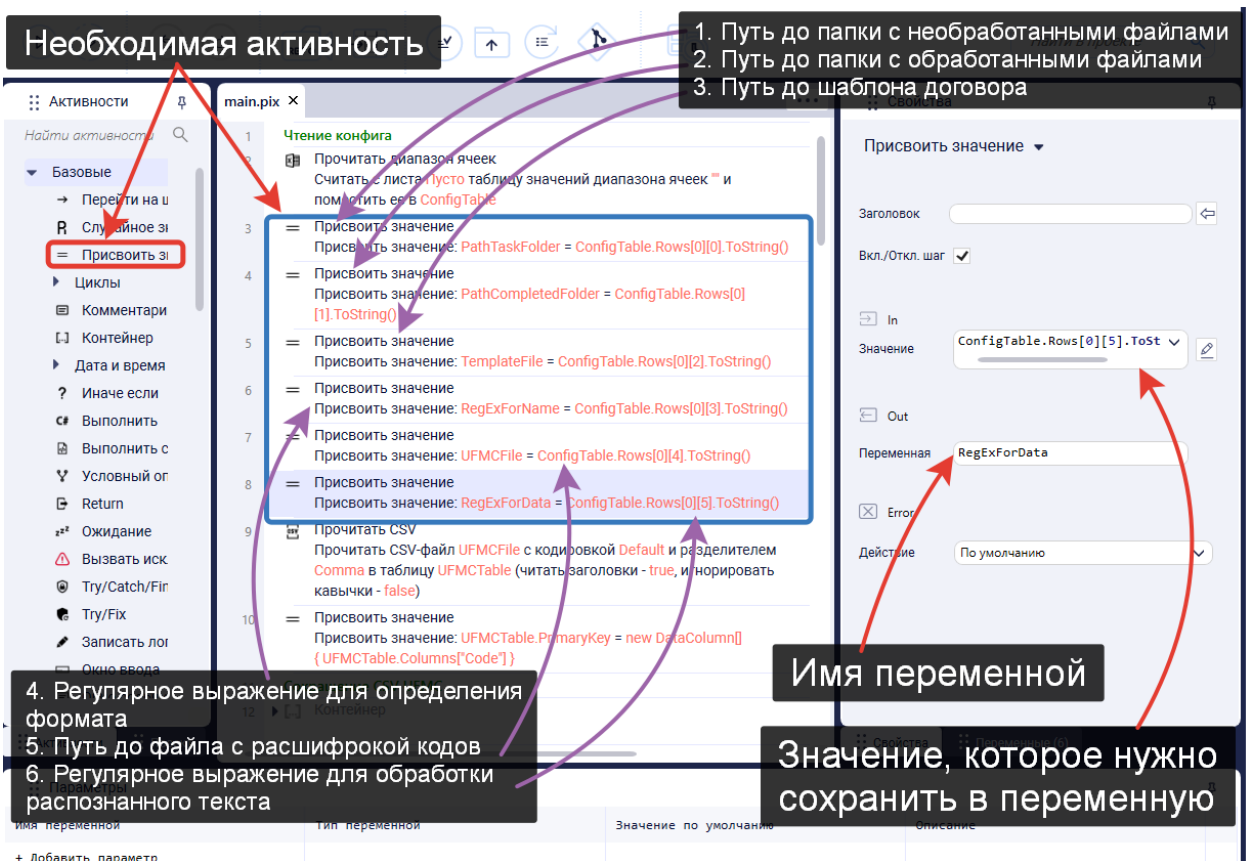 Необходимая активность
1. Путь до папки с необработанными файлами
2. Путь до папки с обработанными файлами
3. Путь до шаблона договора
Активности
Найти активности
Базовые
Перейти на ш
Случайное зн
Присвоить зн
Циклы
Комментари
Контейнер
Дата и время
Иначе если
Выполнить
Выполнить с
Условный оп
Return
Ожидание
Вызвать иск
Try/Catch/Fin
Try/Fix
Записать лог
Окно ввода
main.pix ×
1 Чтение конфига
2 Прочитать диапазон ячеек
Считать с листа Пусто таблицу значений диапазона ячеек "" и
поместить ее в ConfigTable
3 Присвоить значение
Присвоить значение: PathTaskFolder = ConfigTable.Rows[0][0].ToString()
4 Присвоить значение
Присвоить значение: PathCompletedFolder = ConfigTable.Rows[0]
[1].ToString()
5 Присвоить значение
Присвоить значение: TemplateFile = ConfigTable.Rows[0][2].ToString()
6 Присвоить значение
Присвоить значение: RegExForName = ConfigTable.Rows[0][3].ToString()
7 Присвоить значение
Присвоить значение: UFMCFile = ConfigTable.Rows[0][4].ToString()
8 Присвоить значение
Присвоить значение: RegExForData = ConfigTable.Rows[0][5].ToString()
9 Прочитать CSV
Прочитать CSV-файл UFMCFile с кодировкой Default и разделителем
Comma в таблицу UFMCTable (читать заголовки - true, игнорировать
кавычки - false)
10 Присвоить значение
Присвоить значение: UFMCTable.PrimaryKey = new DataColumn[]
{ UFMCTable.Columns["Code"] }
12 Контейнер
Свойства
Присвоить значение
Заголовок
Вкл./Откл. шаг
In
Значение ConfigTable.Rows[0][5].ToSt
Out
Переменная RegExForData
Error
Действие По умолчанию
Имя переменной
Значение, которое нужно
сохранить в переменную
4. Регулярное выражение для определения
формата
5. Путь до файла с расшифрокой кодов
6. Регулярное выражение для обработки
распознанного текста
Свойства Переменные (6)
Параметры
Имя переменной Тип переменной Значение по умолчанию Описание
+ Добавить параметр